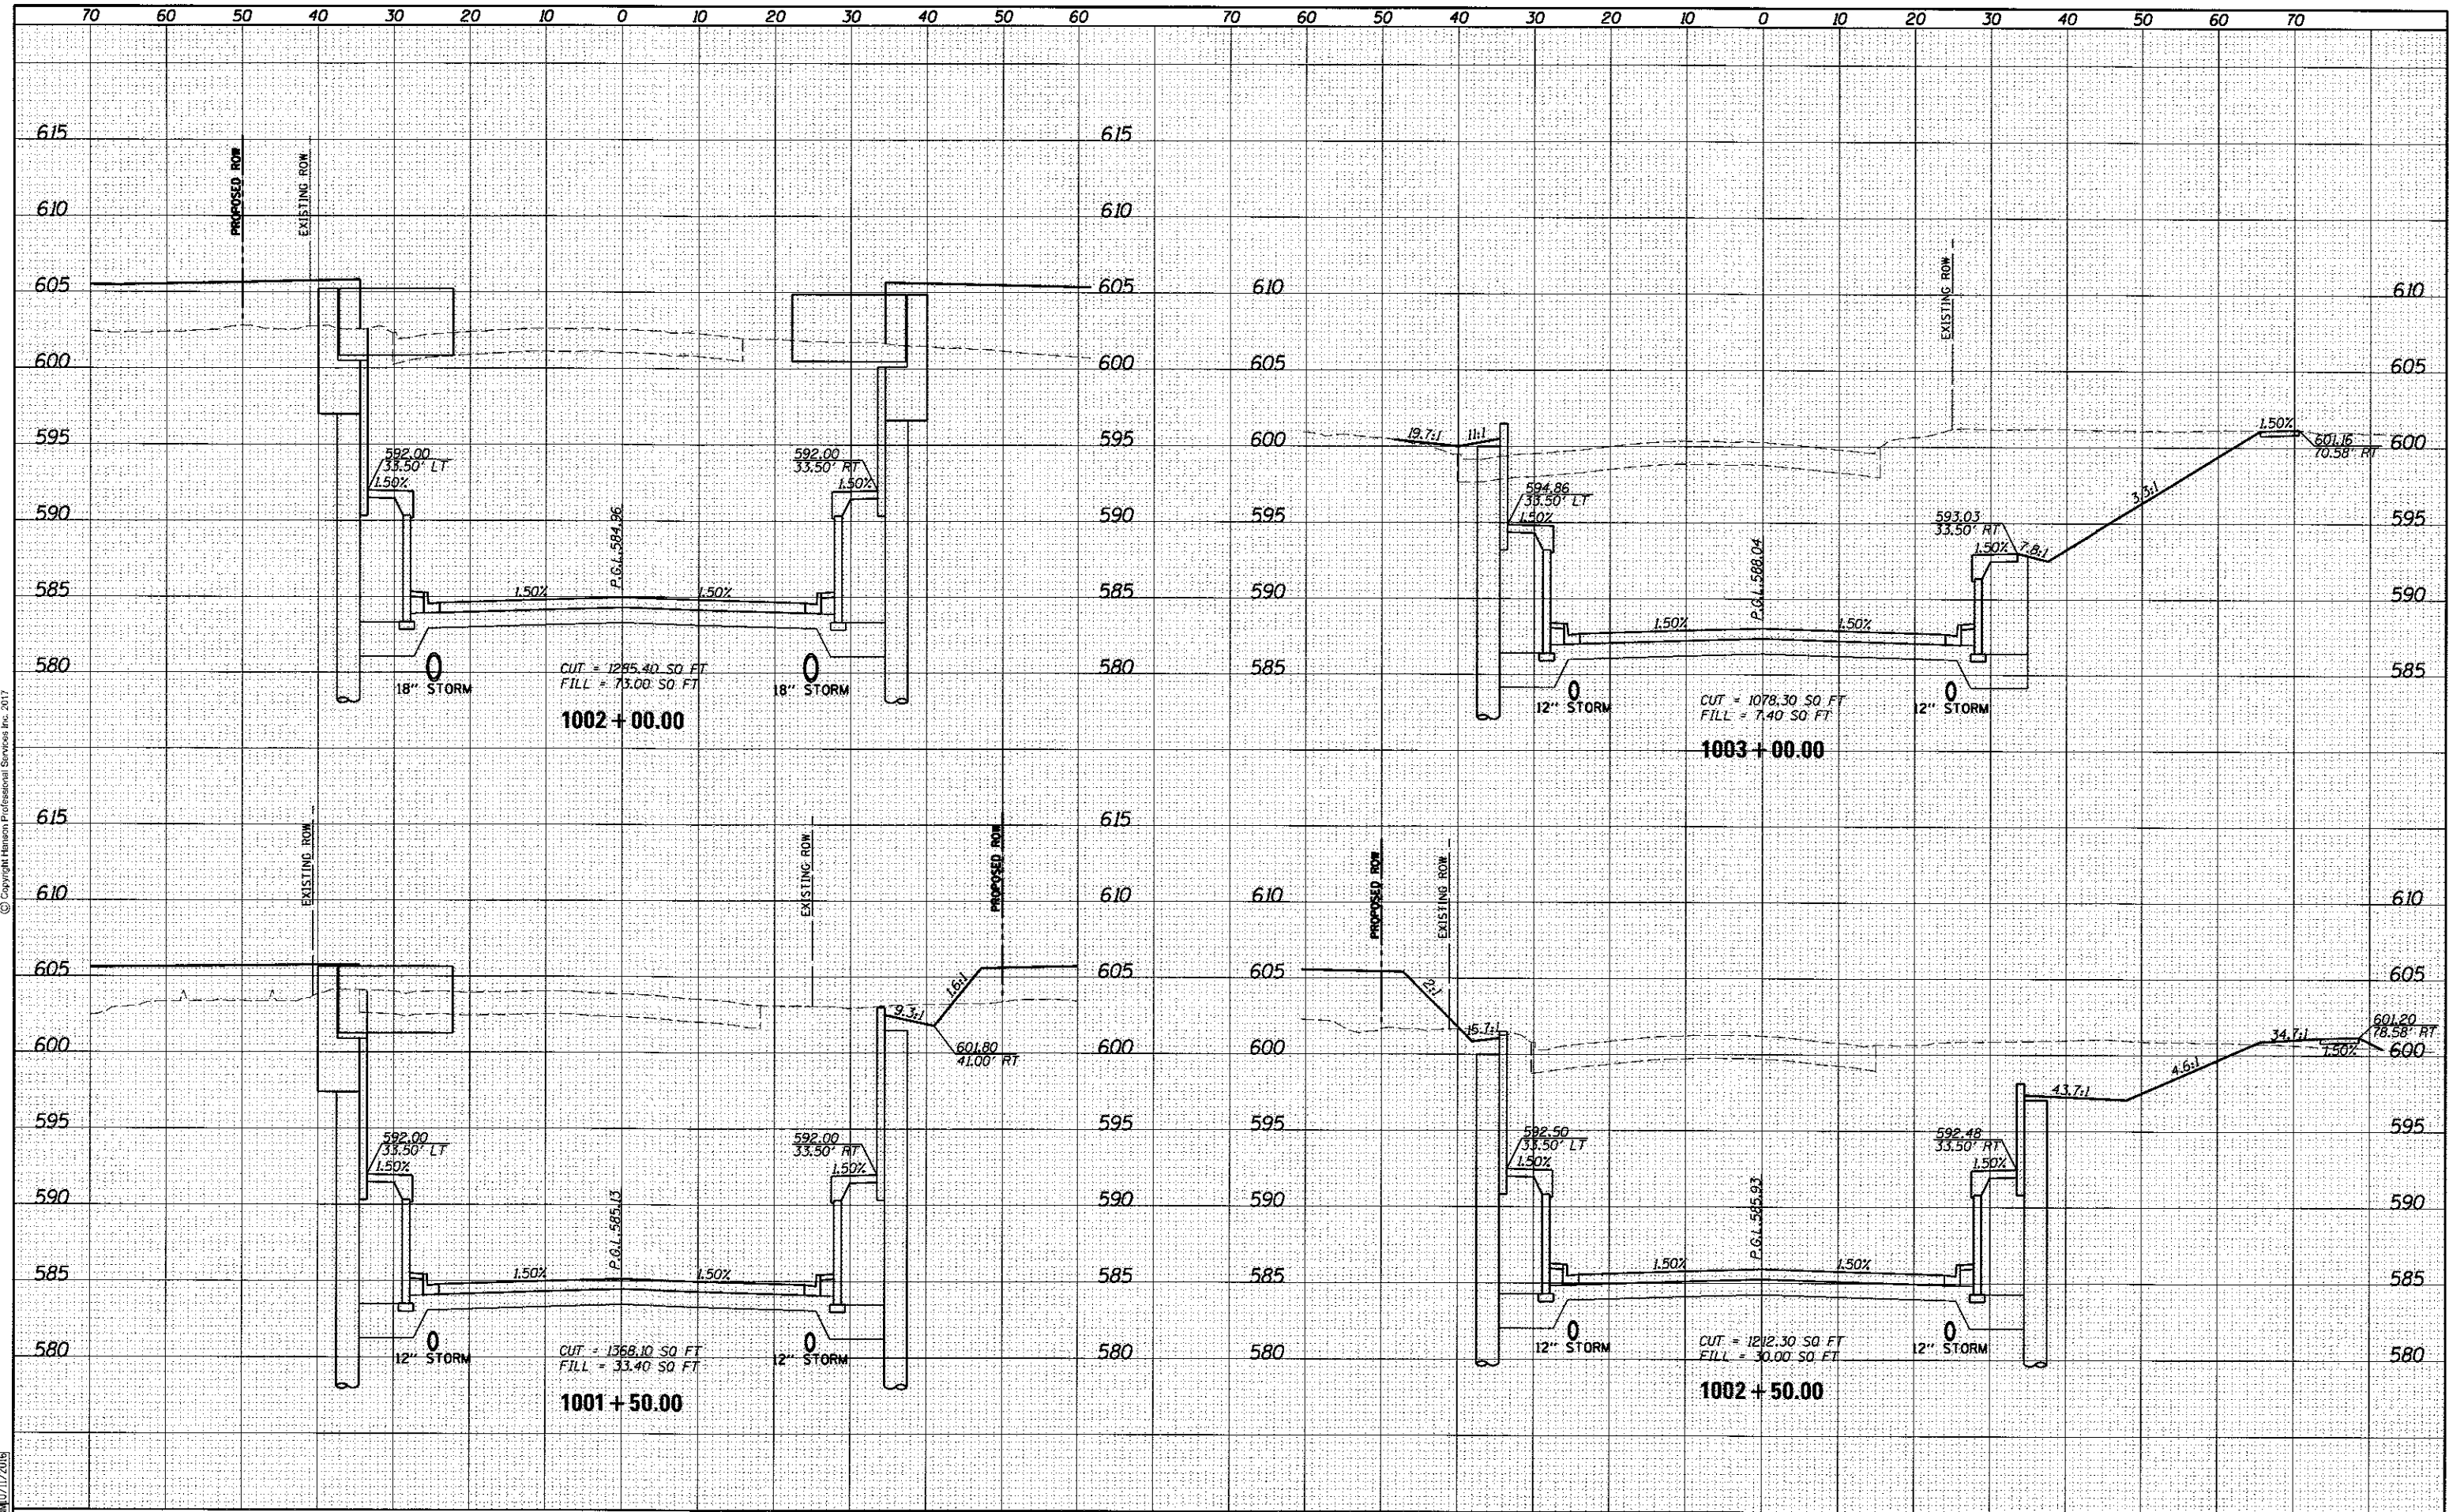 70 60 50 40 30 20 10 0 10 20 30 40 50 60 70 60 50 40 30 20 10 0 10 20 30 40 50 60 70
615 615
PROPOSED ROW
EXISTING ROW
610 610
605 605
600 600
595 595
592.00
33.50' LT
1.50%
592.00
33.50' RT
1.50%
590 590
P.G.L. 584.96
585 585
1.50% 1.50%
580 580
18" STORM
18" STORM
CUT = 1285.40 SQ FT
FILL = 73.00 SQ FT
1002+00.00
EXISTING ROW
610 610
605 605
600 600
19.7:1 11:1
1.50%
601.16
70.58' RT
3.3:1
594.86
33.50' LT
1.50%
595 595
593.03
33.50' RT
1.50% 7.8:1
P.G.L. 588.04
590 590
1.50% 1.50%
585 585
12" STORM
12" STORM
CUT = 1078.30 SQ FT
FILL = 7.40 SQ FT
1003+00.00
615 615
EXISTING ROW
EXISTING ROW
PROPOSED ROW
610 610
605 605
9.3:1 1.6:1
601.80
41.00' RT
600 600
595 595
592.00
33.50' LT
1.50%
592.00
33.50' RT
1.50%
590 590
P.G.L. 585.13
585 585
1.50% 1.50%
580 580
12" STORM
12" STORM
CUT = 1368.10 SQ FT
FILL = 33.40 SQ FT
1001+50.00
PROPOSED ROW
EXISTING ROW
610 610
605 605
2:1
15.7:1
601.20
78.58' RT
34.7:1
1.50%
600 600
4.6:1
43.7:1
595 595
592.50
33.50' LT
1.50%
592.48
33.50' RT
1.50%
590 590
P.G.L. 585.93
585 585
1.50% 1.50%
580 580
12" STORM
12" STORM
CUT = 1212.30 SQ FT
FILL = 30.00 SQ FT
1002+50.00
© Copyright Hanson Professional Services Inc. 2017